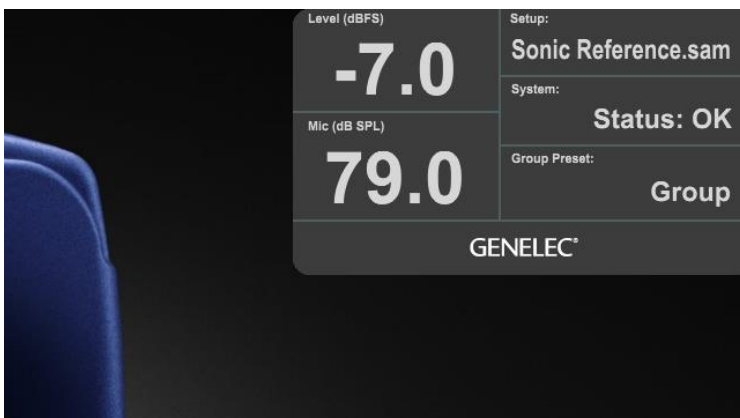 Level (dBFS)
-7.0
Mic (dB SPL)
79.0
Setup:
Sonic Reference.sam
System:
Status: OK
Group Preset:
Group
GENELEC®